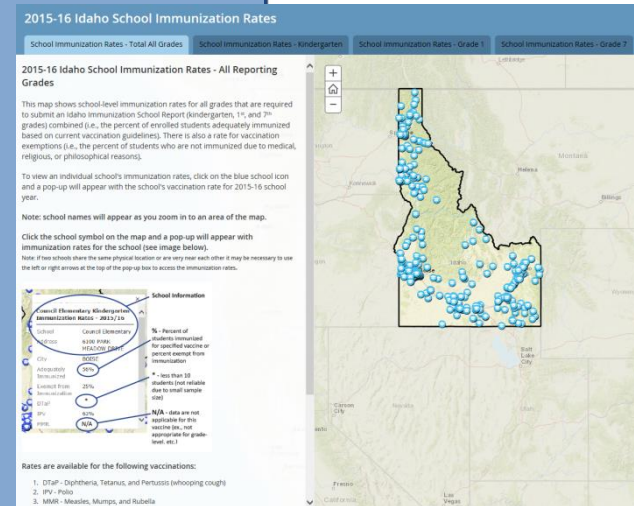 2015-16 Idaho School Immunization Rates
School Immunization Rates - Total All Grades
School Immunization Rates - Kindergarten
School Immunization Rates - Grade 1
School Immunization Rates - Grade 7
2015-16 Idaho School Immunization Rates - All Reporting
Grades
This map shows school-level immunization rates for all grades that are required
to submit an Idaho Immunization School Report (kindergarten, 1st, and 7th
grades) combined (i.e., the percent of enrolled students adequately immunized
based on current vaccination guidelines). There is also a rate for vaccination
exemptions (i.e., the percent of students who are not immunized due to medical,
religious, or philosophical reasons).
To view an individual school's immunization rates, click on the blue school icon
and a pop-up will appear with the school's vaccination rate for 2015-16 school
year.
Note: school names will appear as you zoom in to an area of the map.
Click the school symbol on the map and a pop-up will appear with
immunization rates for the school (see image below).
Note: if two schools share the same physical location or are very near each other it may be necessary to use
the left or right arrows at the top of the pop-up box to access the immunization rates.
Council Elementary Kindergarten
Immunization Rates - 2015/16
School Council Elementary
Address 6100 PARK
MEADOW DRIVE
City BOISE
Adequately
Immunized 56%
Exempt from
Immunization 25%
DTaP *
IPV 62%
MMR N/A
School Information
% - Percent of
students immunized
for specified vaccine or
percent exempt from
immunization
* - less than 10
students (not reliable
due to small sample
size)
N/A - data are not
applicable for this
vaccine (ex., not
appropriate for grade-
level, etc.)
Rates are available for the following vaccinations:
1. DTaP - Diphtheria, Tetanus, and Pertussis (whooping cough)
2. IPV - Polio
3. MMR - Measles, Mumps, and Rubella
+
−
Lethbridge
Montana
Helena
Billings
Idaho
Salt
Lake
City
Carson
City
Nevada
Utah
Fresno
California
Las
Vegas